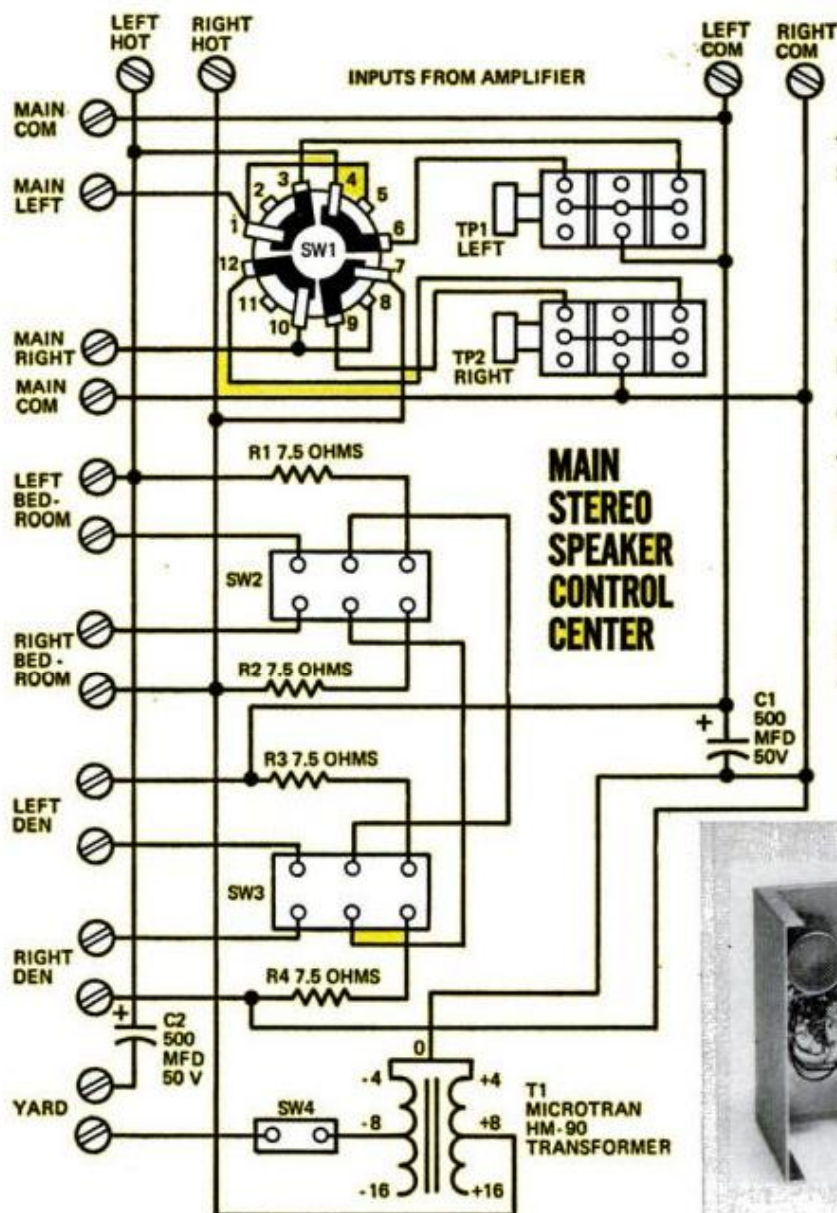 LEFT
HOT
RIGHT
HOT
LEFT
COM
RIGHT
COM
INPUTS FROM AMPLIFIER
MAIN
COM
MAIN
LEFT
1
2
3
4
5
6
7
8
9
10
11
12
SW1
TP1
LEFT
TP2
RIGHT
MAIN
RIGHT
MAIN
COM
R1 7.5 OHMS
LEFT
BED-
ROOM
SW2
MAIN
STEREO
SPEAKER
CONTROL
CENTER
RIGHT
BED-
ROOM
R2 7.5 OHMS
+
C1
500
MFD
50V
R3 7.5 OHMS
LEFT
DEN
SW3
RIGHT
DEN
R4 7.5 OHMS
+
C2
500
MFD
50 V
0
-4
+4
-8
+8
-16
+16
T1
MICROTRAN
HM-90
TRANSFORMER
YARD
SW4